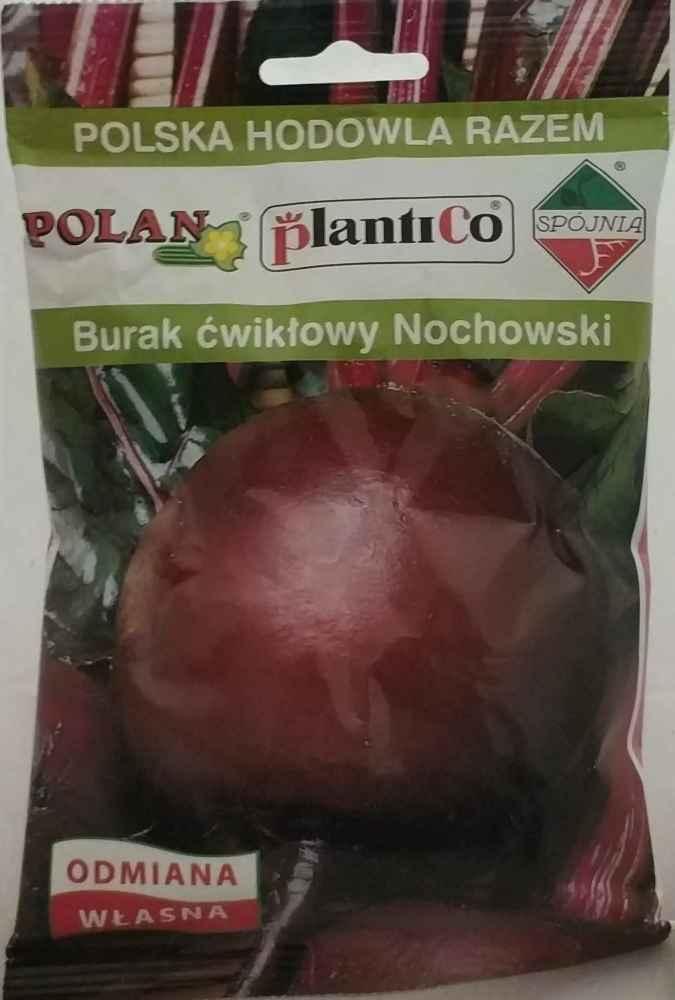 POLSKA HODOWLA RAZEM
POLAN® plantico® SPÓJNIA®
Burak ćwikłowy Nochowski
ODMIANA
WŁASNA